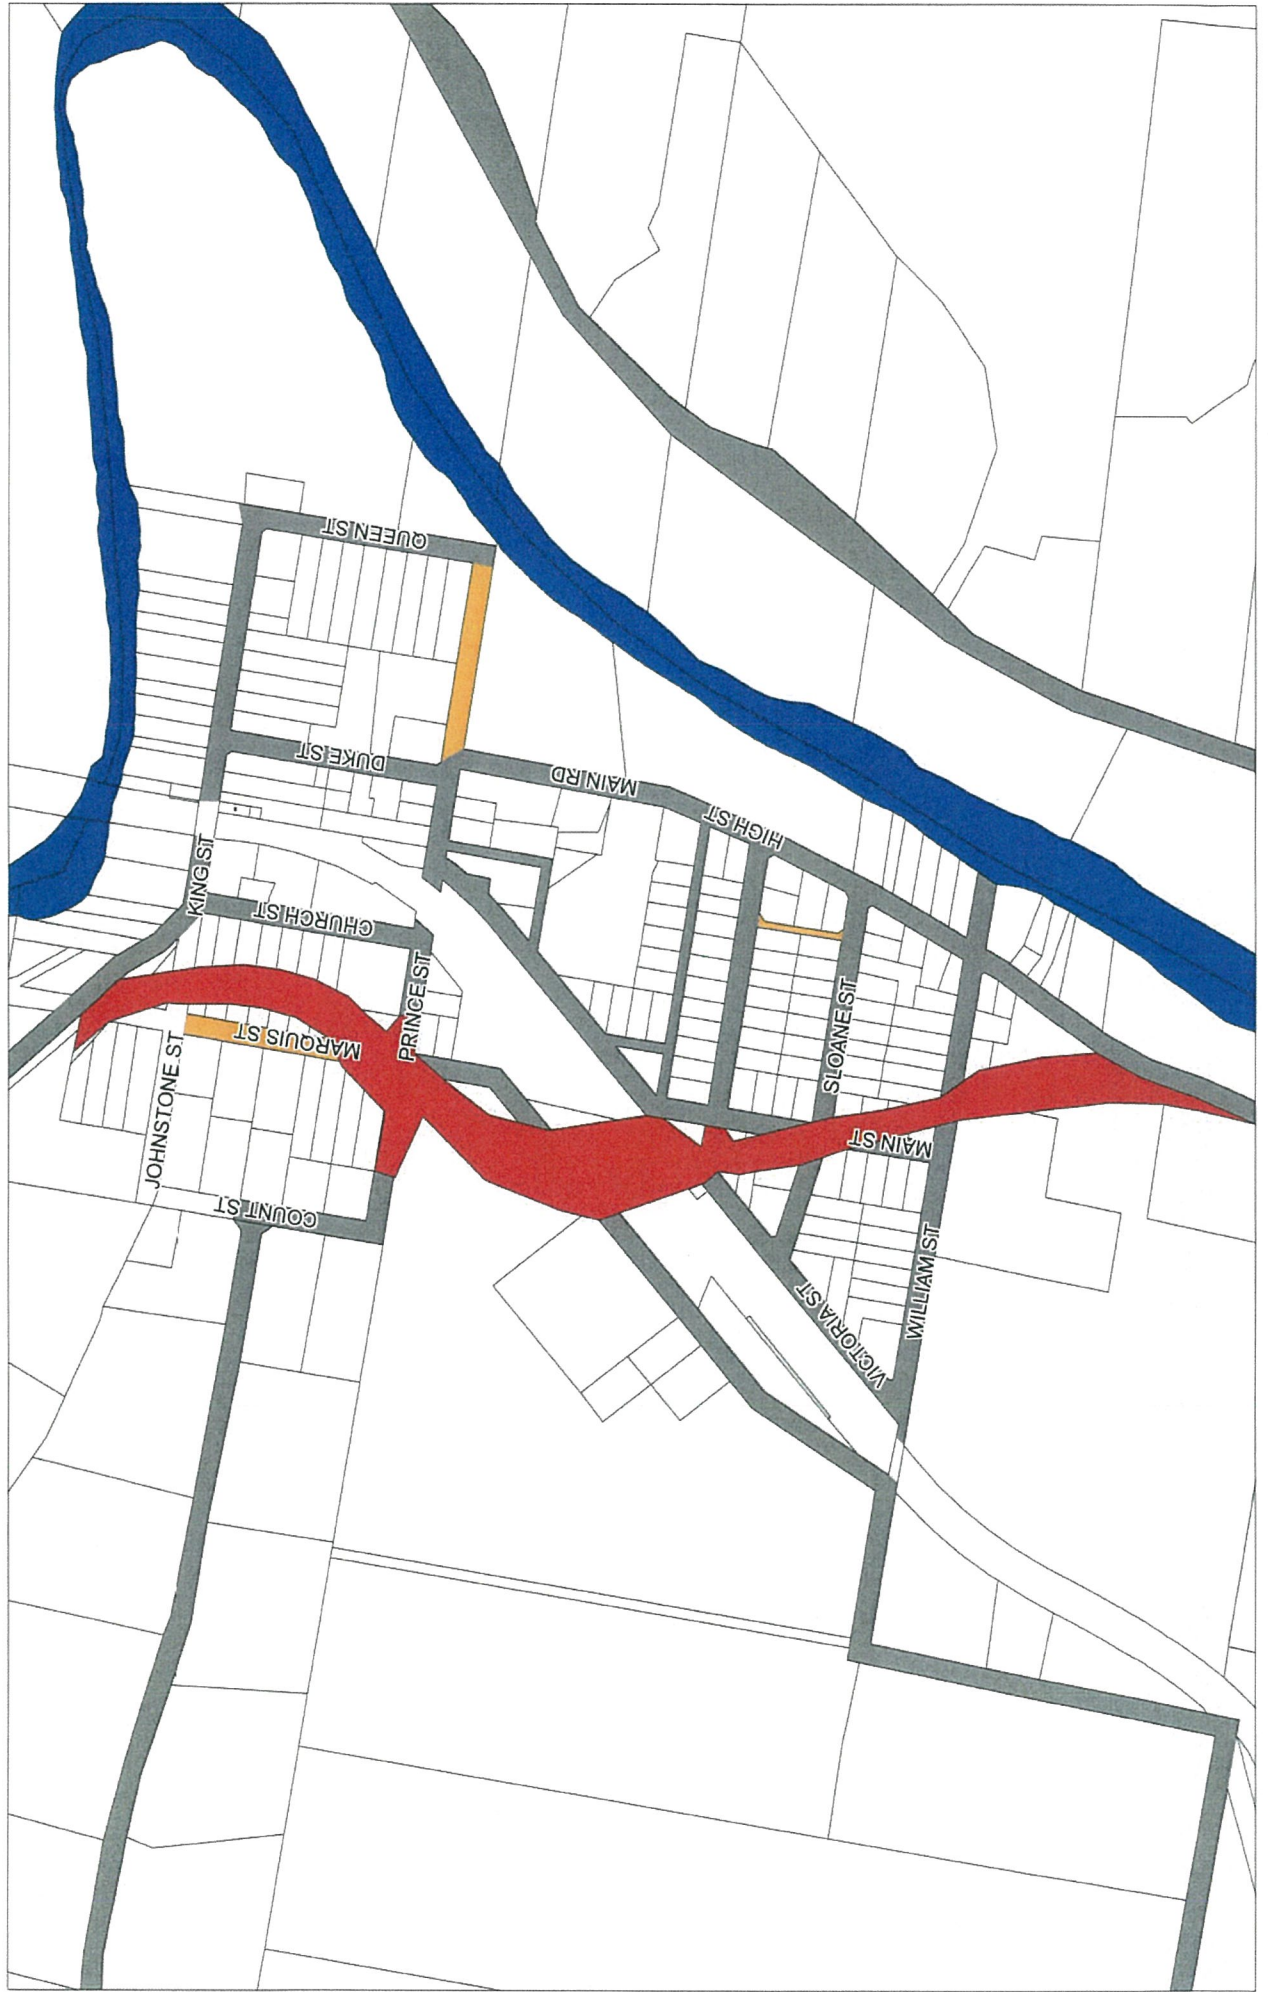 QUEEN ST
DUKE ST
MAIN RD
HIGH ST
KING ST
CHURCH ST
PRINCE ST
MARQUIS ST
SLOANE ST
JOHNSTONE ST
MAIN ST
COUNT ST
WILLIAM ST
VICTORIA ST